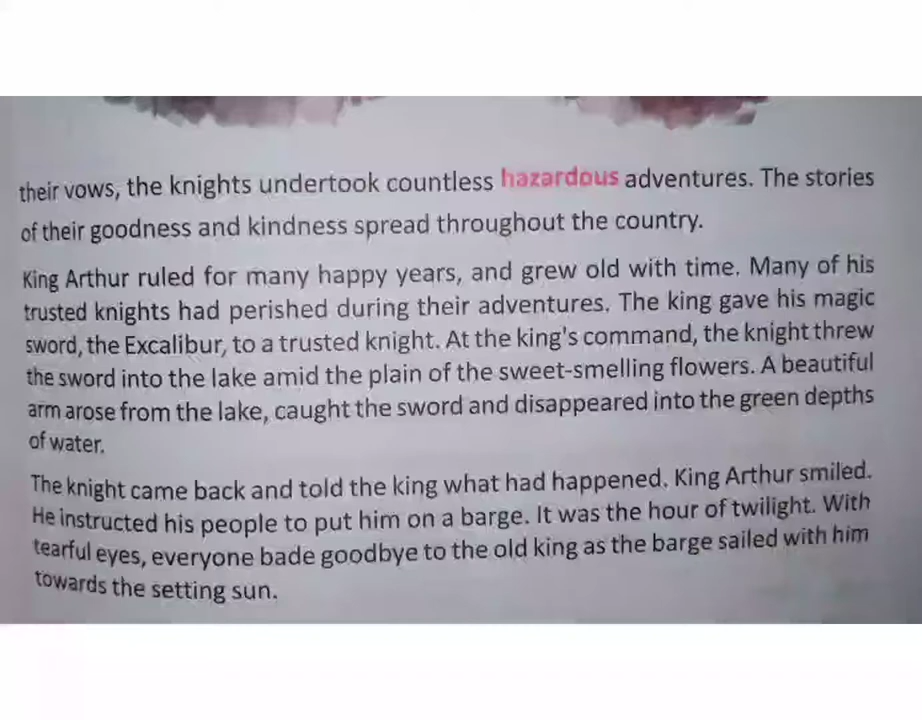 their vows, the knights undertook countless hazardous adventures. The stories
of their goodness and kindness spread throughout the country.
King Arthur ruled for many happy years, and grew old with time. Many of his
trusted knights had perished during their adventures. The king gave his magic
sword, the Excalibur, to a trusted knight. At the king's command, the knight threw
the sword into the lake amid the plain of the sweet-smelling flowers. A beautiful
arm arose from the lake, caught the sword and disappeared into the green depths
of water.
The knight came back and told the king what had happened. King Arthur smiled.
He instructed his people to put him on a barge. It was the hour of twilight. With
tearful eyes, everyone bade goodbye to the old king as the barge sailed with him
towards the setting sun.